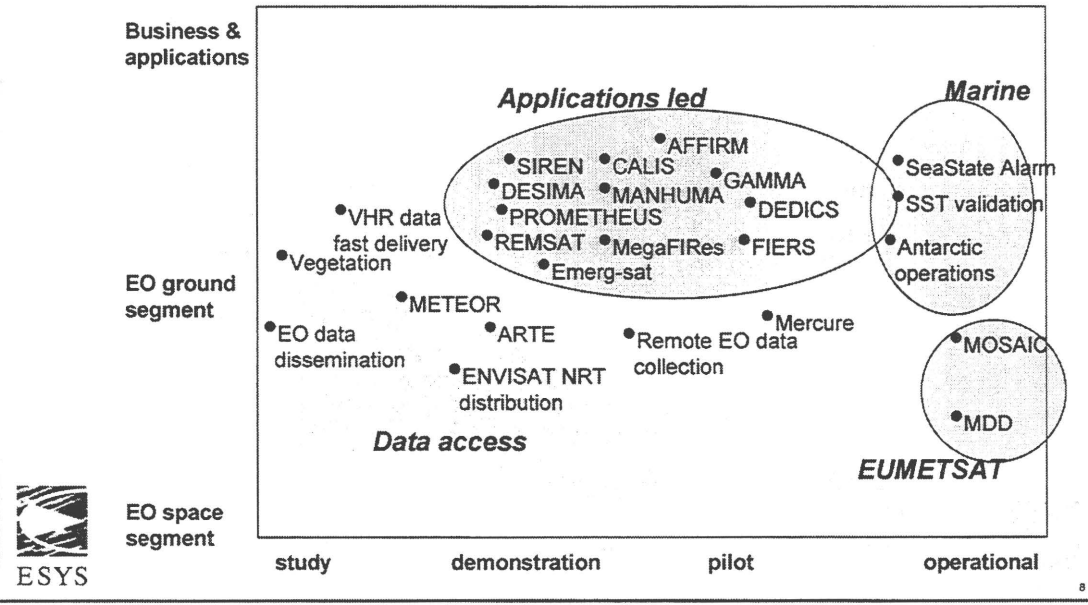 Business &
applications
Applications led
Marine
AFFIRM
SIREN
CALIS
SeaState Alarm
GAMMA
DESIMA
MANHUMA
SST validation
DEDICS
VHR data
fast delivery
PROMETHEUS
REMSAT
MegaFIRes
FIERS
Antarctic
operations
Vegetation
Emerg-sat
EO ground
segment
METEOR
Mercure
EO data
dissemination
ARTE
Remote EO data
collection
MOSAIC
ENVISAT NRT
distribution
MDD
Data access
EUMETSAT
EO space
segment
ESYS
study
demonstration
pilot
operational
8